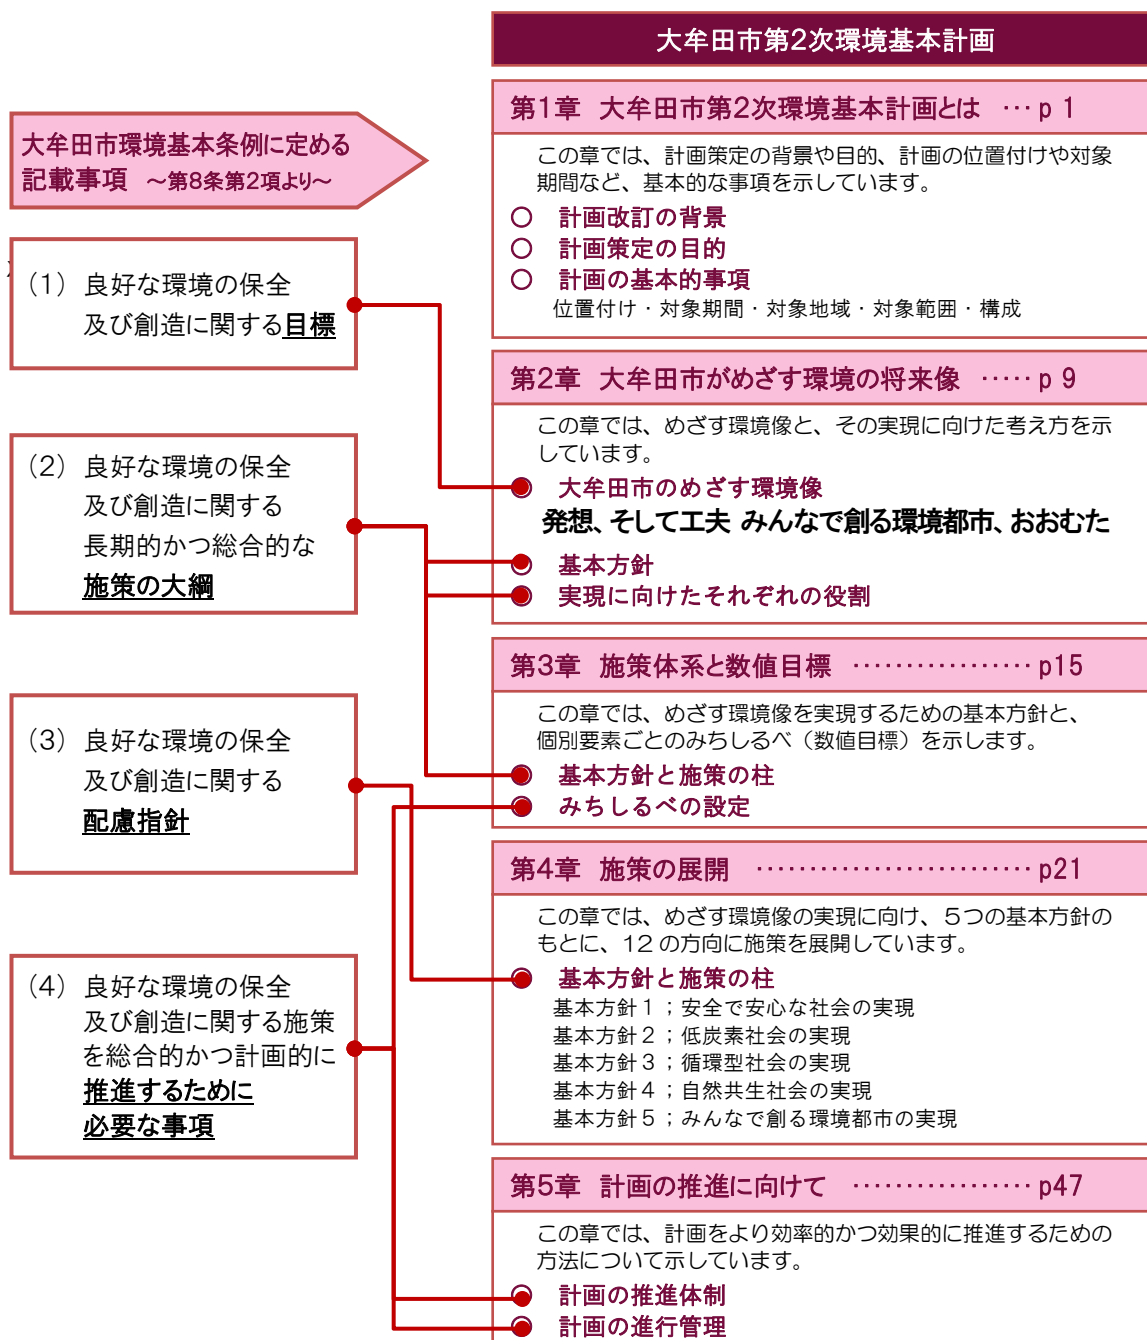 大牟田市第2次環境基本計画
大牟田市環境基本条例に定める
記載事項 ～第8条第2項より～
(1) 良好な環境の保全
及び創造に関する目標
(2) 良好な環境の保全
及び創造に関する
長期的かつ総合的な
施策の大綱
(3) 良好な環境の保全
及び創造に関する
配慮指針
(4) 良好な環境の保全
及び創造に関する施策
を総合的かつ計画的に
推進するために
必要な事項
第1章 大牟田市第2次環境基本計画とは …p 1
この章では、計画策定の背景や目的、計画の位置付けや対象
期間など、基本的な事項を示しています。
○ 計画改訂の背景
○ 計画策定の目的
○ 計画の基本的事項
位置付け・対象期間・対象地域・対象範囲・構成
第2章 大牟田市がめざす環境の将来像 ‥‥‥p 9
この章では、めざす環境像と、その実現に向けた考え方を示
しています。
大牟田市のめざす環境像
発想、そして工夫 みんなで創る環境都市、おおむた
基本方針
実現に向けたそれぞれの役割
第3章 施策体系と数値目標 ………………p15
この章では、めざす環境像を実現するための基本方針と、
個別要素ごとのみちしるべ（数値目標）を示します。
基本方針と施策の柱
みちしるべの設定
第4章 施策の展開 ………………………p21
この章では、めざす環境像の実現に向け、5つの基本方針の
もとに、12の方向に施策を展開しています。
基本方針と施策の柱
基本方針1；安全で安心な社会の実現
基本方針2；低炭素社会の実現
基本方針3；循環型社会の実現
基本方針4；自然共生社会の実現
基本方針5；みんなで創る環境都市の実現
第5章 計画の推進に向けて ………………p47
この章では、計画をより効率的かつ効果的に推進するための
方法について示しています。
計画の推進体制
計画の進行管理